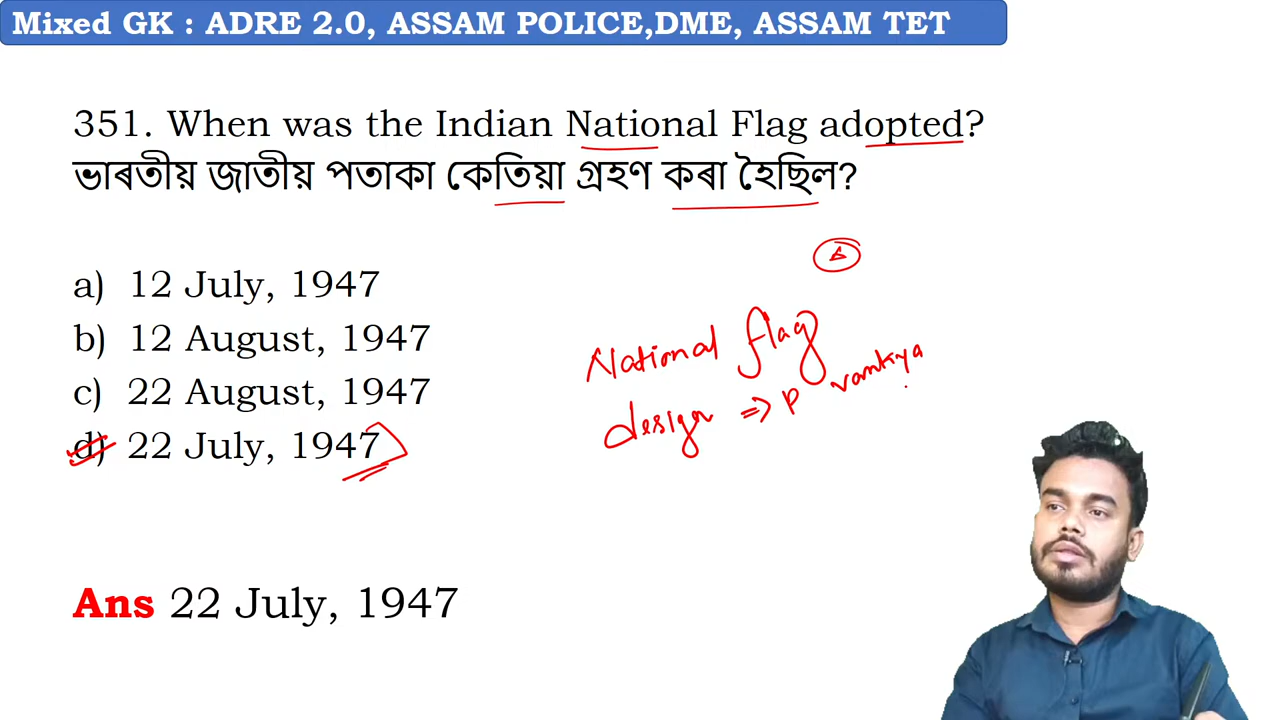 Mixed GK : ADRE 2.0, ASSAM POLICE,DME, ASSAM TET
351. When was the Indian National Flag adopted?
ভাৰতীয় জাতীয় পতাকা কেতিয়া গ্ৰহণ কৰা হৈছিল?
a) 12 July, 1947
b) 12 August, 1947
c) 22 August, 1947
d) 22 July, 1947
National flag
design => P vankya
Ans 22 July, 1947